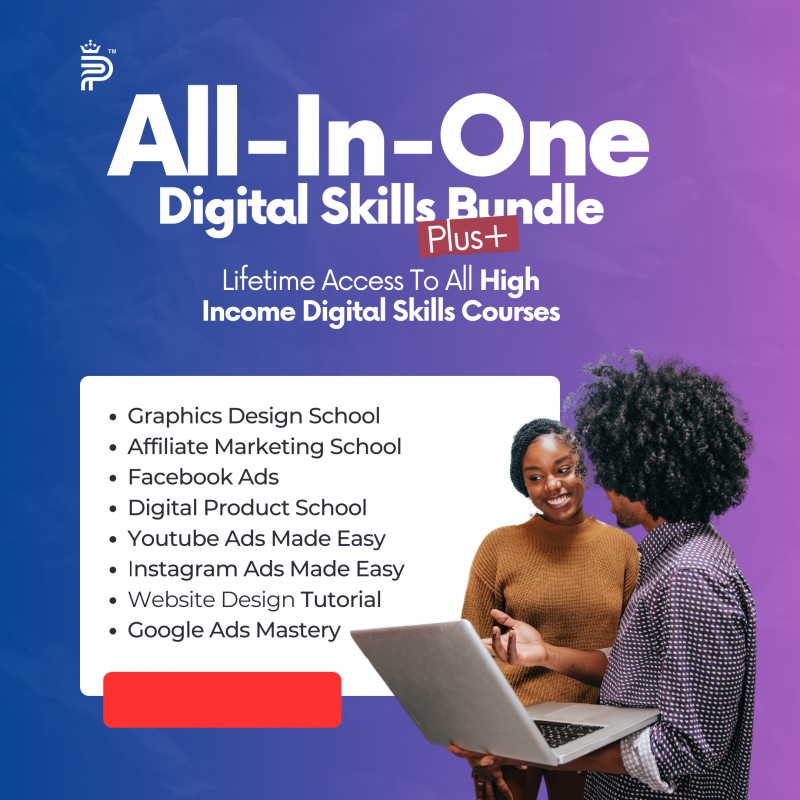 TM
All-In-One
Digital Skills Bundle
Plus+
Lifetime Access To All High
Income Digital Skills Courses
• Graphics Design School
• Affiliate Marketing School
• Facebook Ads
• Digital Product School
• Youtube Ads Made Easy
• Instagram Ads Made Easy
• Website Design Tutorial
• Google Ads Mastery